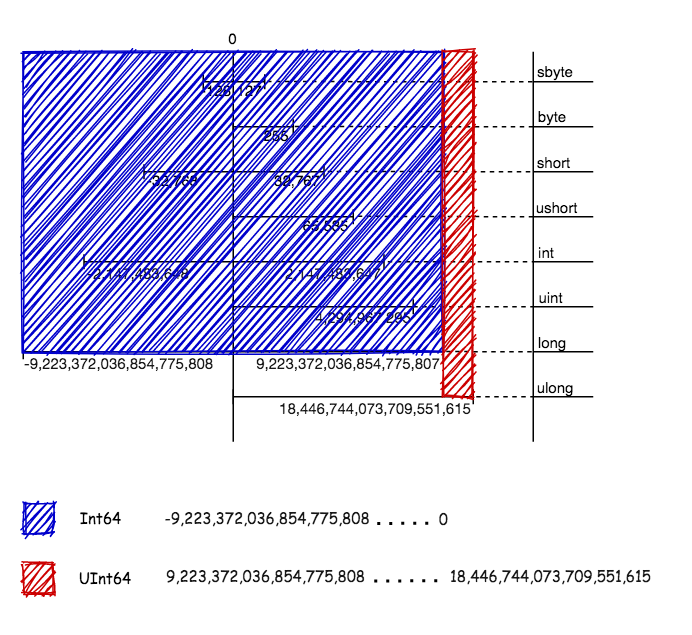 0
sbyte
-128 127
byte
255
short
-32,768 32,767
ushort
65,535
int
-2,147,483,648 2,147,483,647
uint
4,294,967,295
long
-9,223,372,036,854,775,808 9,223,372,036,854,775,807
ulong
18,446,744,073,709,551,615
Int64 -9,223,372,036,854,775,808 . . . . . 0
UInt64 9,223,372,036,854,775,808 . . . . . . 18,446,744,073,709,551,615